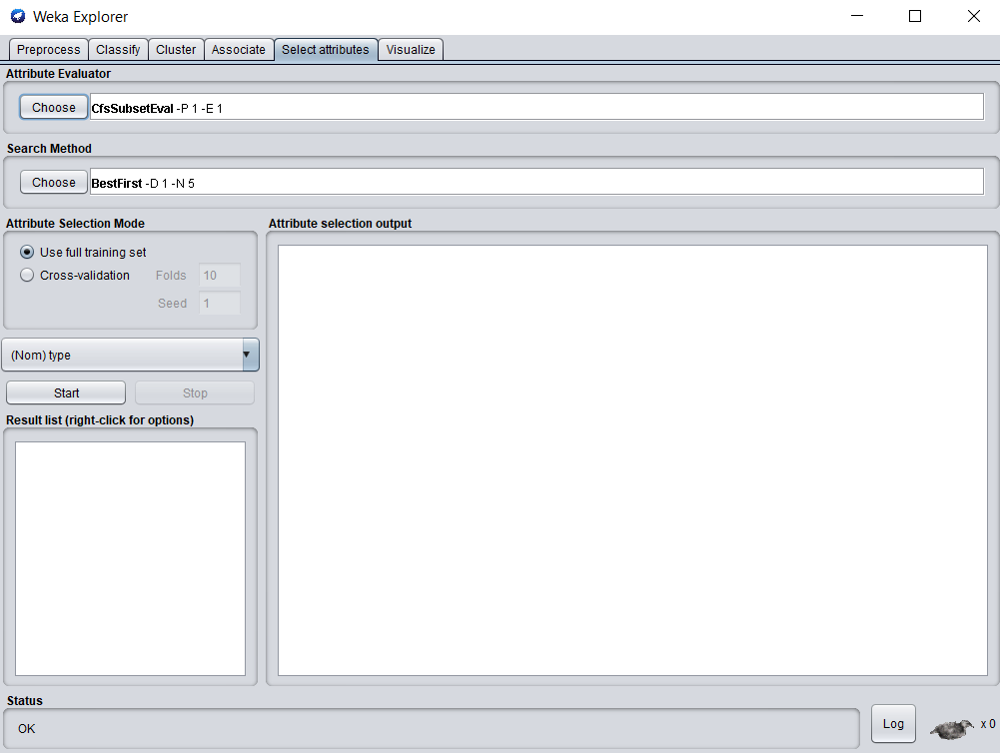 Weka Explorer
Preprocess Classify Cluster Associate Select attributes Visualize
Attribute Evaluator
Choose CfsSubsetEval -P 1 -E 1
Search Method
Choose BestFirst -D 1 -N 5
Attribute Selection Mode
Use full training set
Cross-validation Folds 10
Seed 1
(Nom) type
Start Stop
Result list (right-click for options)
Attribute selection output
Status
OK
Log x 0